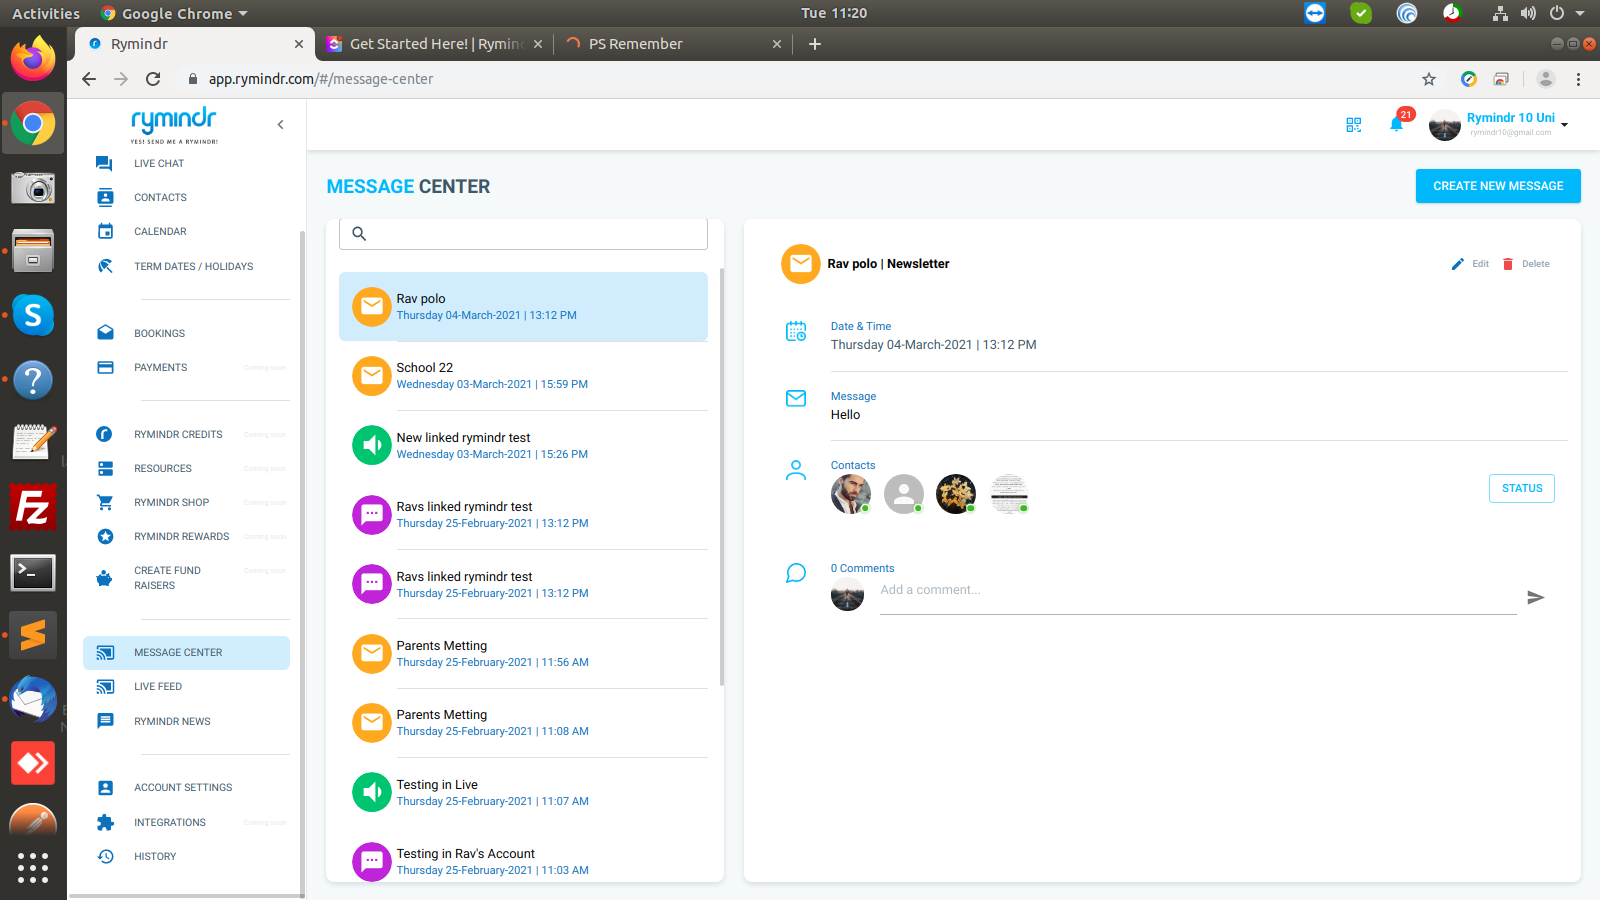 Activities
Google Chrome
Tue 11:20
Rymindr
Get Started Here! | Rymin
PS Remember
app.rymindr.com/#/message-center
rymindr
YES! SEND ME A RYMINDR!
21
Rymindr 10 Uni
rymindr10@gmail.com
LIVE CHAT
CONTACTS
CALENDAR
TERM DATES / HOLIDAYS
BOOKINGS
PAYMENTS
Coming soon
RYMINDR CREDITS
Coming soon
RESOURCES
Coming soon
RYMINDR SHOP
Coming soon
RYMINDR REWARDS
Coming soon
CREATE FUND
RAISERS
Coming soon
MESSAGE CENTER
LIVE FEED
RYMINDR NEWS
ACCOUNT SETTINGS
INTEGRATIONS
Coming soon
HISTORY
MESSAGE CENTER
CREATE NEW MESSAGE
Rav polo
Thursday 04-March-2021 | 13:12 PM
School 22
Wednesday 03-March-2021 | 15:59 PM
New linked rymindr test
Wednesday 03-March-2021 | 15:26 PM
Ravs linked rymindr test
Thursday 25-February-2021 | 13:12 PM
Ravs linked rymindr test
Thursday 25-February-2021 | 13:12 PM
Parents Metting
Thursday 25-February-2021 | 11:56 AM
Parents Metting
Thursday 25-February-2021 | 11:08 AM
Testing in Live
Thursday 25-February-2021 | 11:07 AM
Testing in Rav's Account
Thursday 25-February-2021 | 11:03 AM
Rav polo | Newsletter
Edit
Delete
Date & Time
Thursday 04-March-2021 | 13:12 PM
Message
Hello
Contacts
STATUS
0 Comments
Add a comment...